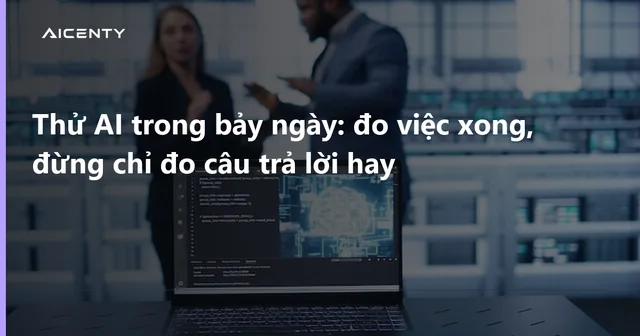 AICENTY
Thử AI trong bảy ngày: đo việc xong,
đừng chỉ đo câu trả lời hay